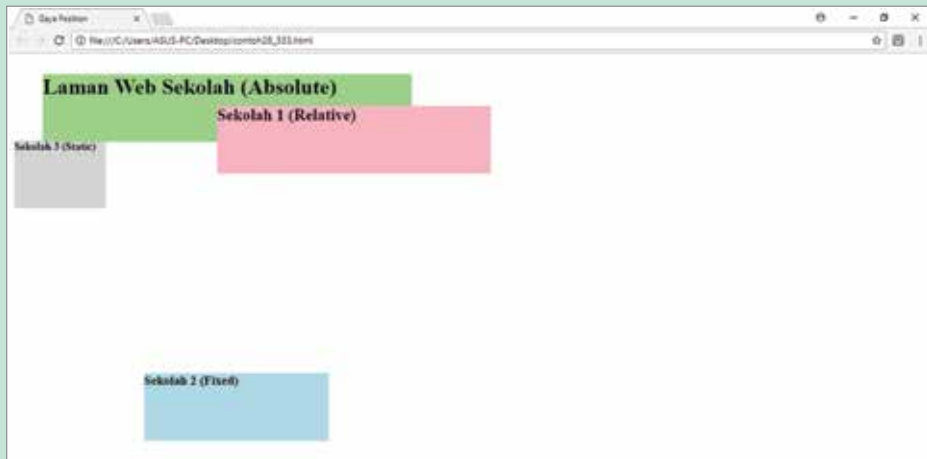 Gaya Position
file:///C:/Users/ASUS-PC/Desktop/contoh28_333.html
Laman Web Sekolah (Absolute)
Sekolah 1 (Relative)
Sekolah 3 (Static)
Sekolah 2 (Fixed)